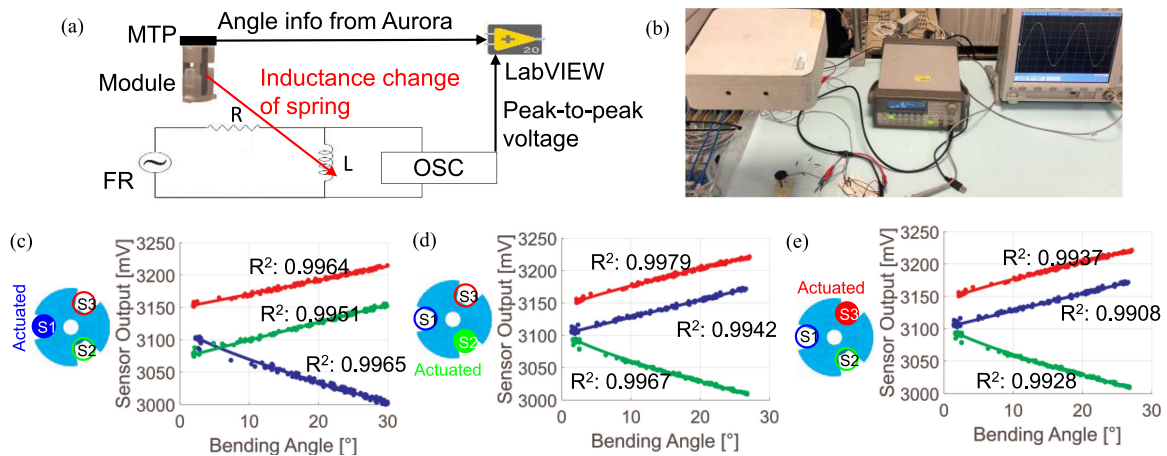 (a)
MTP
Angle info from Aurora
20
LabVIEW
Module
Inductance change
of spring
Peak-to-peak
voltage
R
L
FR
OSC
(b)
(c)
Actuated
S1
S3
S2
Sensor Output [mV]
3250
3200
3150
3100
3050
3000
R²: 0.9964
R²: 0.9951
R²: 0.9965
0
10
20
30
Bending Angle [°]
(d)
S1
S3
S2
Actuated
Sensor Output [mV]
3250
3200
3150
3100
3050
3000
R²: 0.9979
R²: 0.9942
R²: 0.9967
0
10
20
30
Bending Angle [°]
(e)
Actuated
S3
S1
S2
Sensor Output [mV]
3250
3200
3150
3100
3050
3000
R²: 0.9937
R²: 0.9908
R²: 0.9928
0
10
20
30
Bending Angle [°]